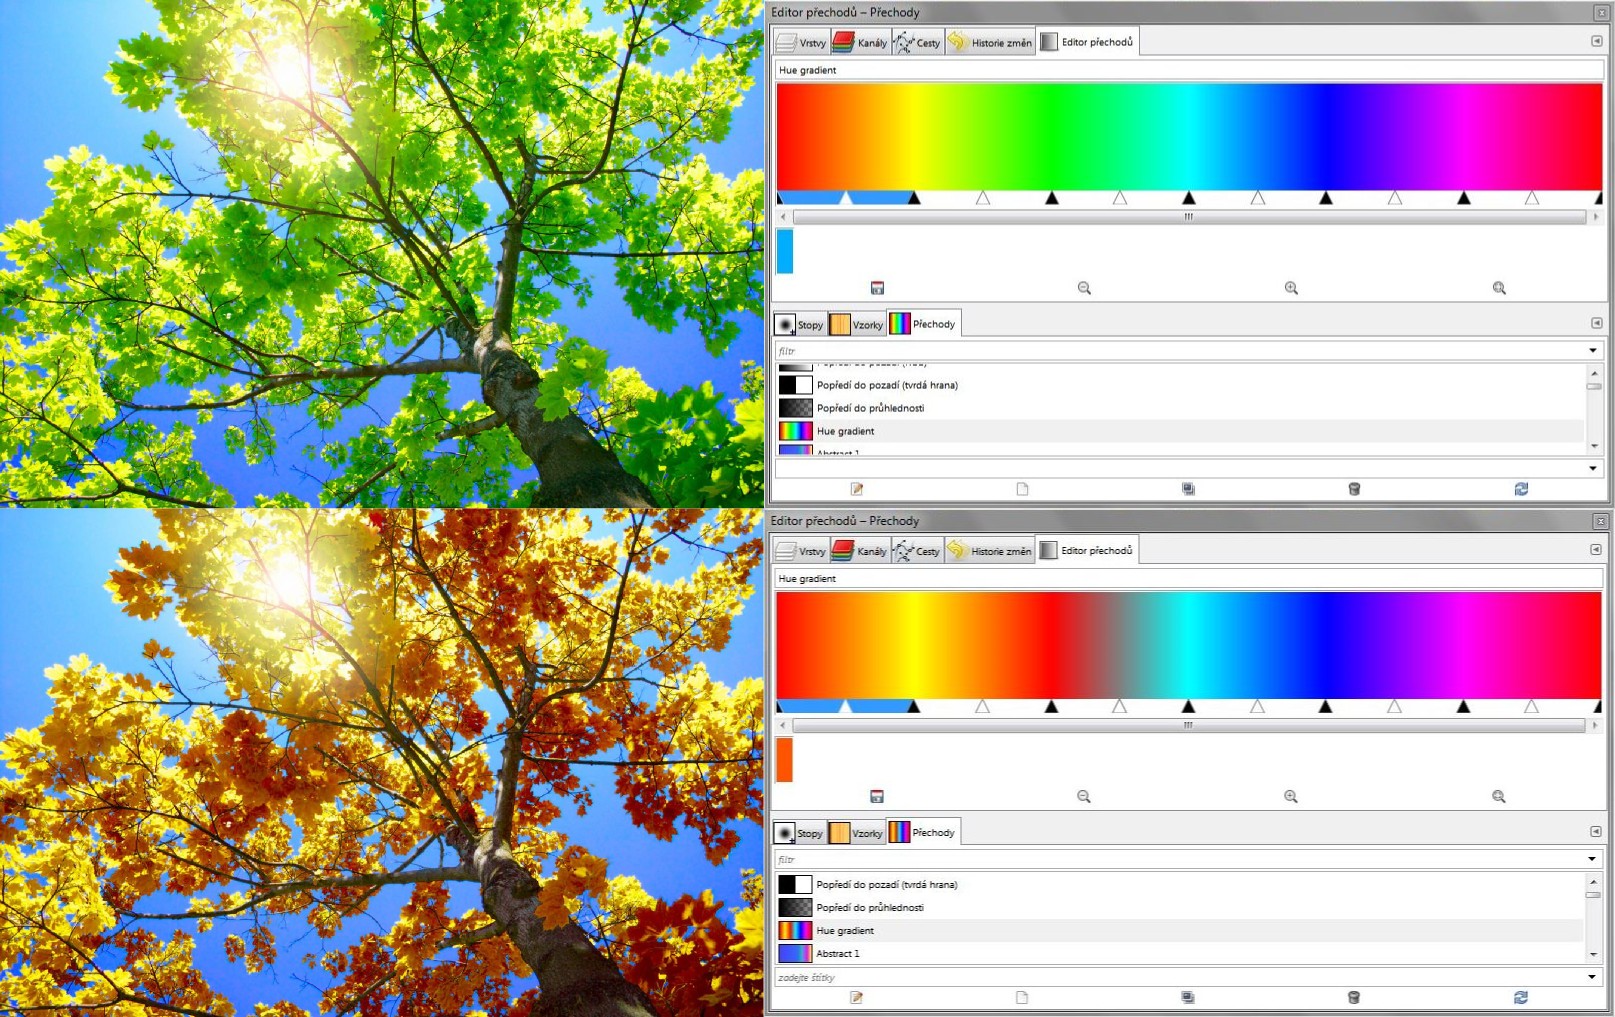 Editor přechodů – Přechody
Vrstvy Kanály Cesty Historie změn Editor přechodů
Hue gradient
Stopy Vzorky Přechody
filtr
Popředí do pozadí (tvrdá hrana)
Popředí do průhlednosti
Hue gradient
Abstract 1
Editor přechodů – Přechody
Vrstvy Kanály Cesty Historie změn Editor přechodů
Hue gradient
Stopy Vzorky Přechody
filtr
Popředí do pozadí (tvrdá hrana)
Popředí do průhlednosti
Hue gradient
Abstract 1
zadejte štítky